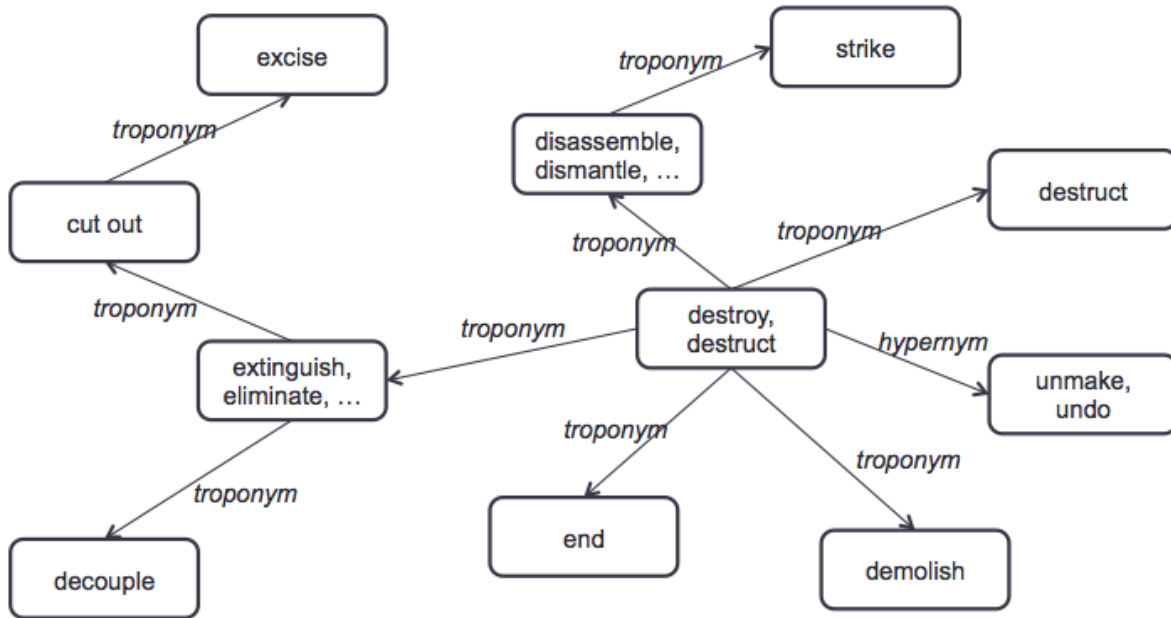 excise
strike
troponym
troponym
disassemble,
dismantle, …
destruct
cut out
troponym
troponym
troponym
destroy,
destruct
troponym
hypernym
extinguish,
eliminate, …
unmake,
undo
troponym
troponym
troponym
end
decouple
demolish